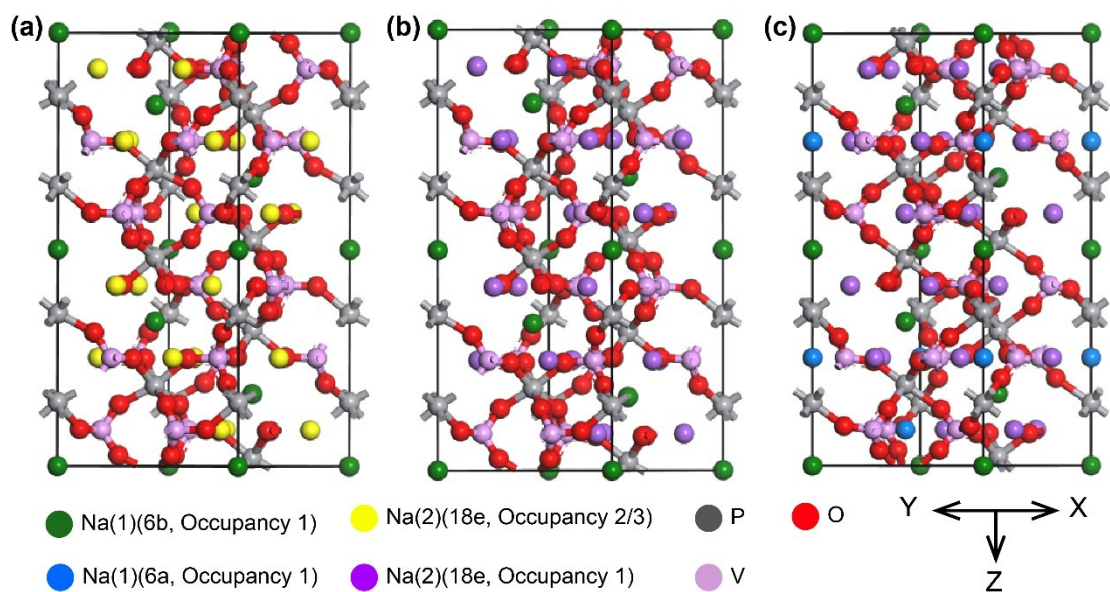 (a) (b) (c)
Na(1)(6b, Occupancy 1) Na(2)(18e, Occupancy 2/3) P O
Na(1)(6a, Occupancy 1) Na(2)(18e, Occupancy 1) V
Y X
Z